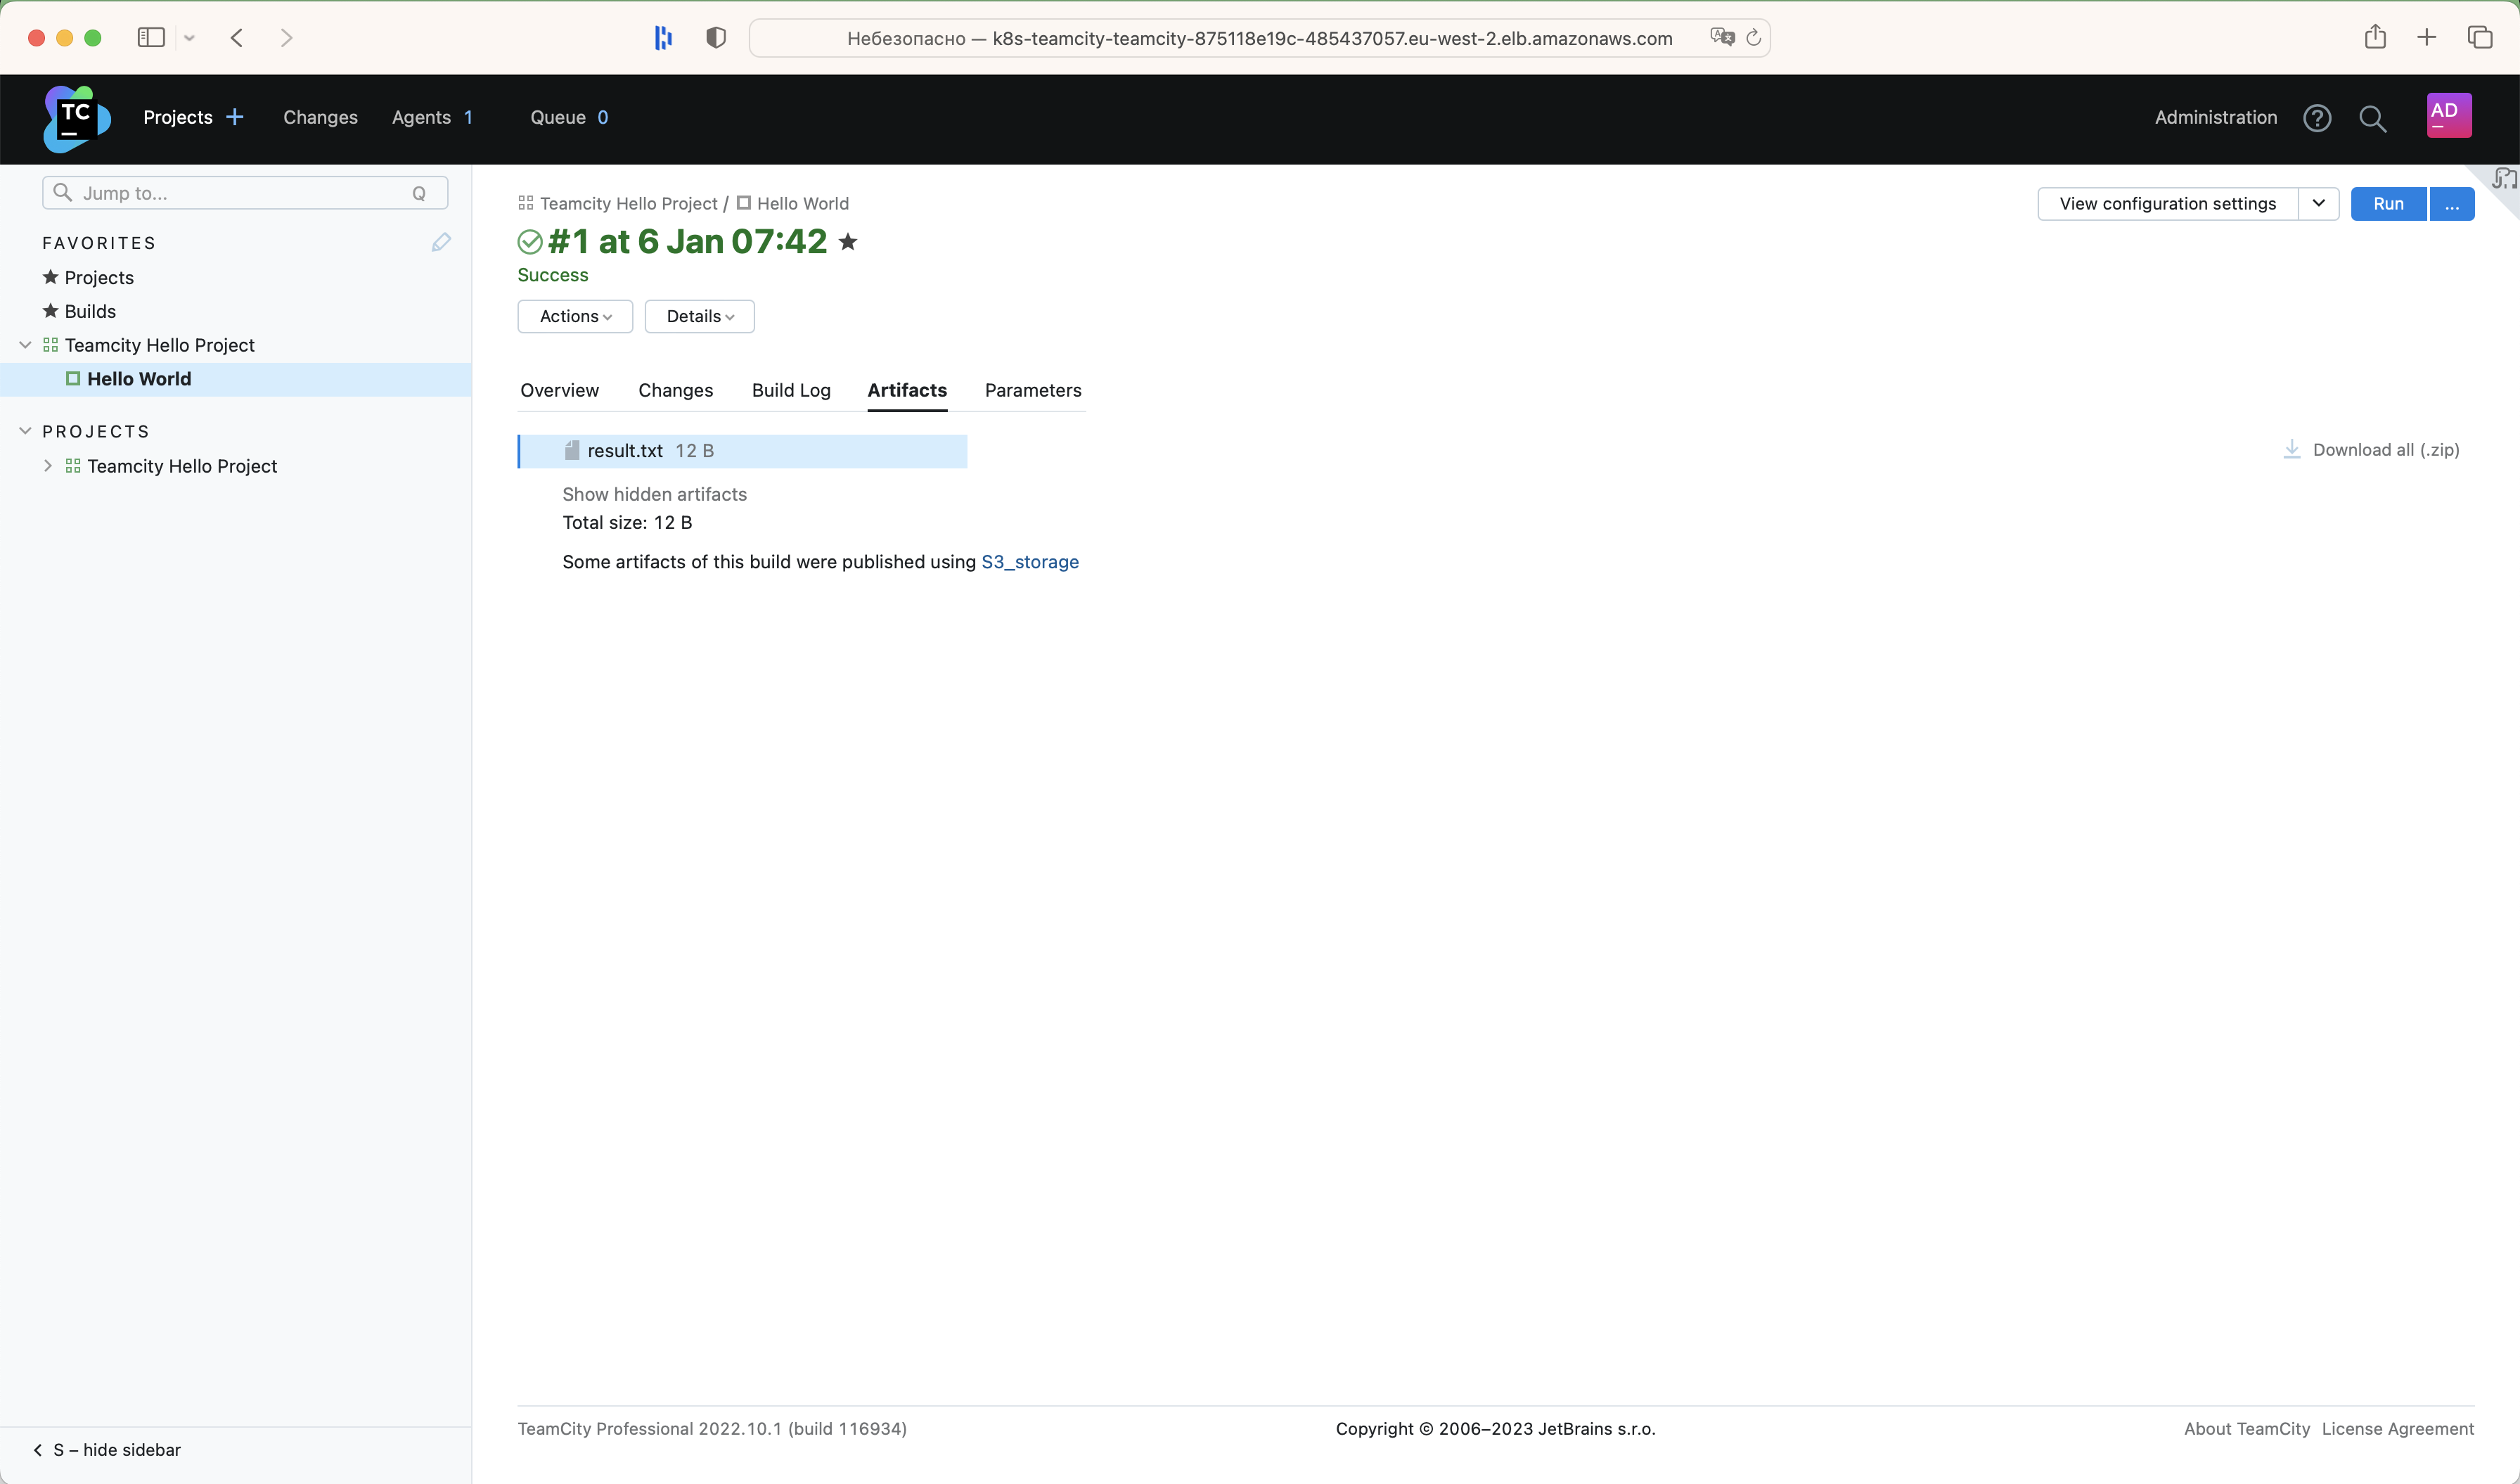 Небезопасно — k8s-teamcity-teamcity-875118e19c-485437057.eu-west-2.elb.amazonaws.com
TC
Projects
Changes
Agents 1
Queue 0
Administration
AD
Jump to... Q
FAVORITES
Projects
Builds
Teamcity Hello Project
Hello World
PROJECTS
Teamcity Hello Project
Teamcity Hello Project / Hello World
View configuration settings
Run ...
#1 at 6 Jan 07:42
Success
Actions
Details
Overview Changes Build Log Artifacts Parameters
result.txt 12 B
Download all (.zip)
Show hidden artifacts
Total size: 12 B
Some artifacts of this build were published using S3_storage
TeamCity Professional 2022.10.1 (build 116934)
Copyright © 2006–2023 JetBrains s.r.o.
About TeamCity License Agreement
S – hide sidebar